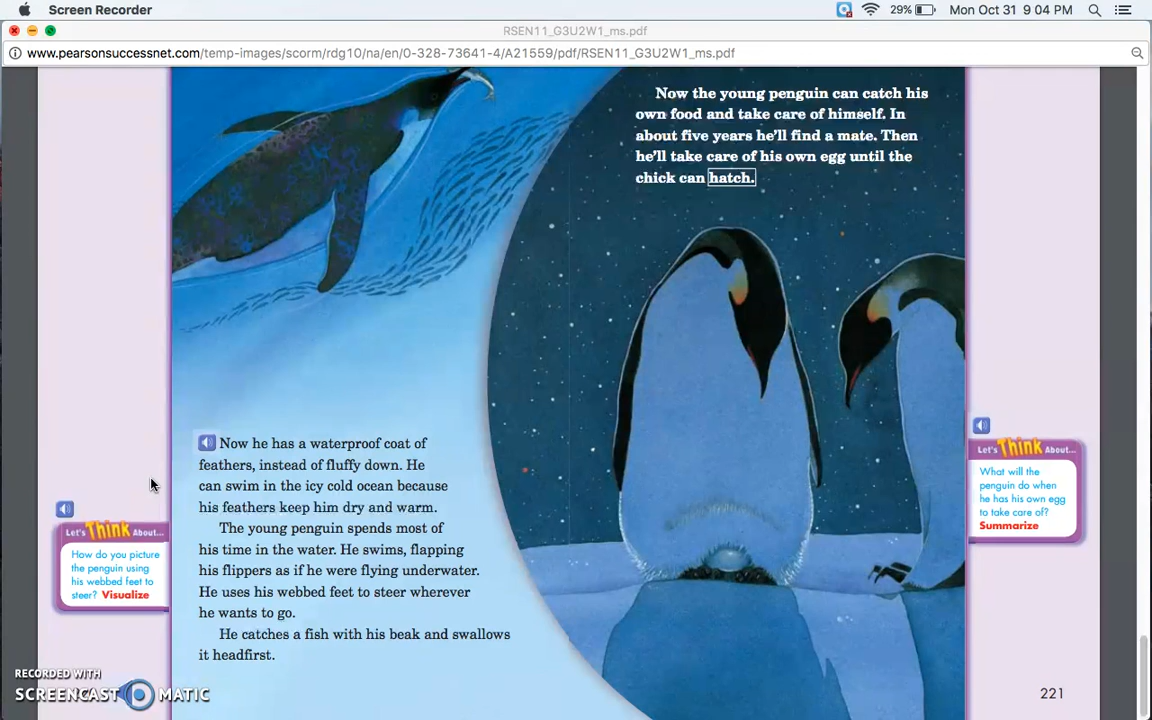 Screen Recorder
29%
Mon Oct 31 9:04 PM
RSEN11_G3U2W1_ms.pdf
www.pearsonsuccessnet.com/temp-images/scorm/rdg10/na/en/0-328-73641-4/A21559/pdf/RSEN11_G3U2W1_ms.pdf
Now the young penguin can catch his
own food and take care of himself. In
about five years he'll find a mate. Then
he'll take care of his own egg until the
chick can hatch.
Now he has a waterproof coat of
feathers, instead of fluffy down. He
can swim in the icy cold ocean because
his feathers keep him dry and warm.
The young penguin spends most of
his time in the water. He swims, flapping
his flippers as if he were flying underwater.
He uses his webbed feet to steer wherever
he wants to go.
He catches a fish with his beak and swallows
it headfirst.
Let's Think About...
How do you picture
the penguin using
his webbed feet to
steer? Visualize
Let's Think About...
What will the
penguin do when
he has his own egg
to take care of?
Summarize
RECORDED WITH
SCREENCAST MATIC
221